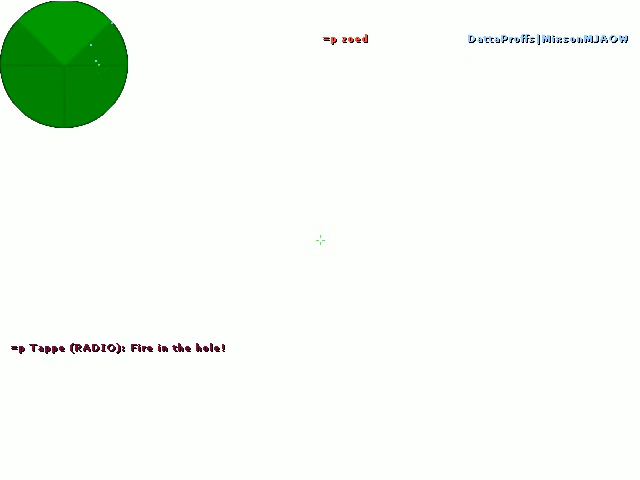 =p zoed DattaProffs|MixsonMJAOW
=p Tappe (RADIO): Fire in the hole!